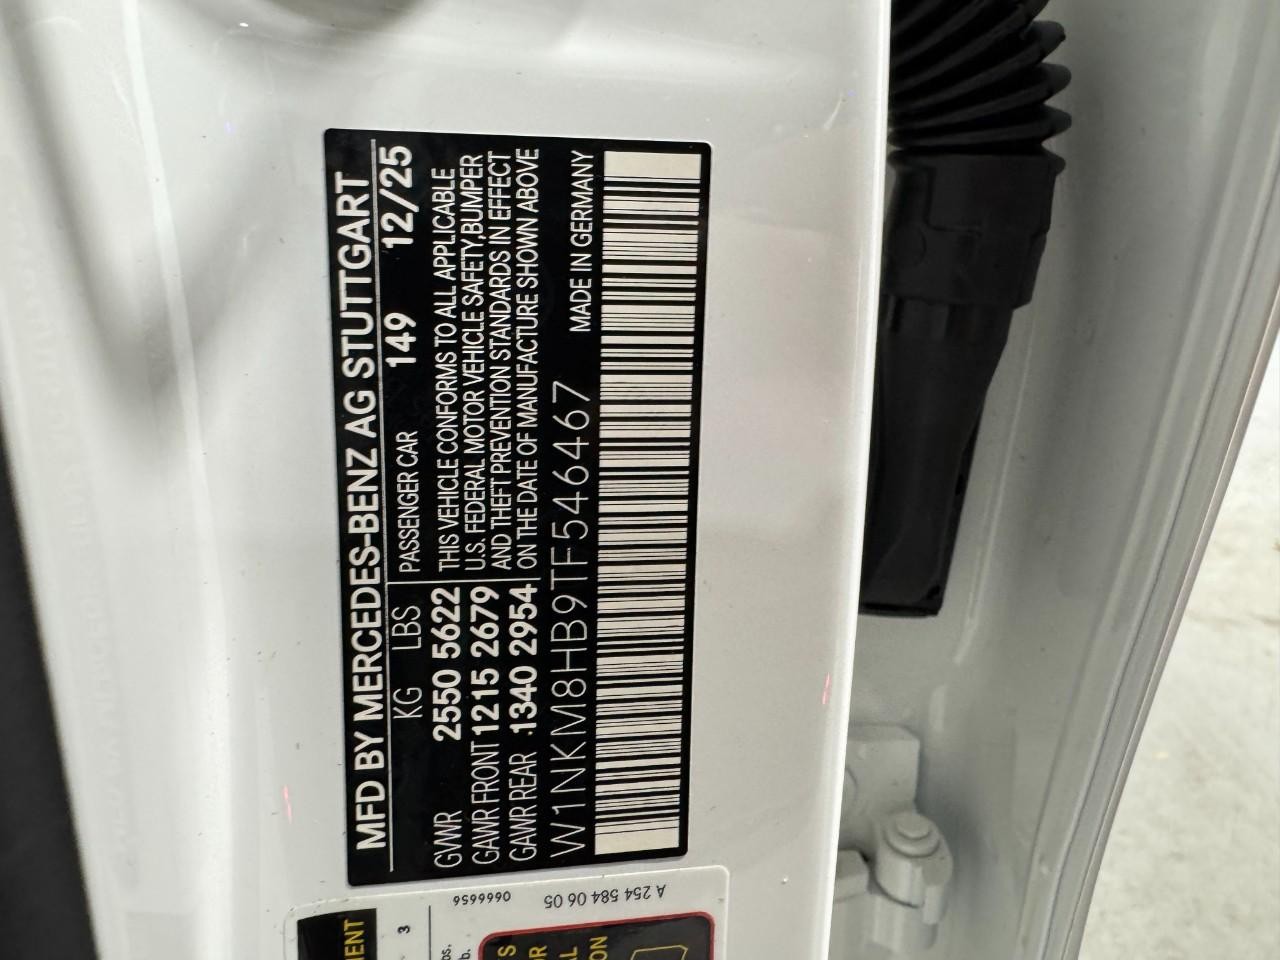 MFD BY MERCEDES-BENZ AG STUTTGART
KG LBS PASSENGER CAR 149 12/25
GVWR 2550 5622
GAWR FRONT 1215 2679
GAWR REAR 1340 2954
THIS VEHICLE CONFORMS TO ALL APPLICABLE
U.S. FEDERAL MOTOR VEHICLE SAFETY,BUMPER
AND THEFT PREVENTION STANDARDS IN EFFECT
ON THE DATE OF MANUFACTURE SHOWN ABOVE
W1NKM8HB9TF546467 MADE IN GERMANY
A 254 584 06 05
0666656
3